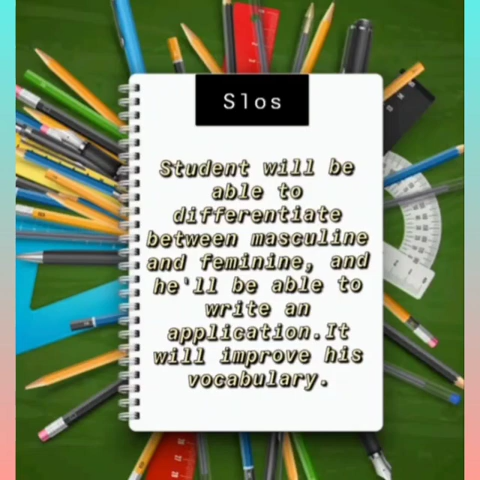 Slos
Student will be
able to
differentiate
between masculine
and feminine, and
he'll be able to
write an
application.It
will improve his
vocabulary.